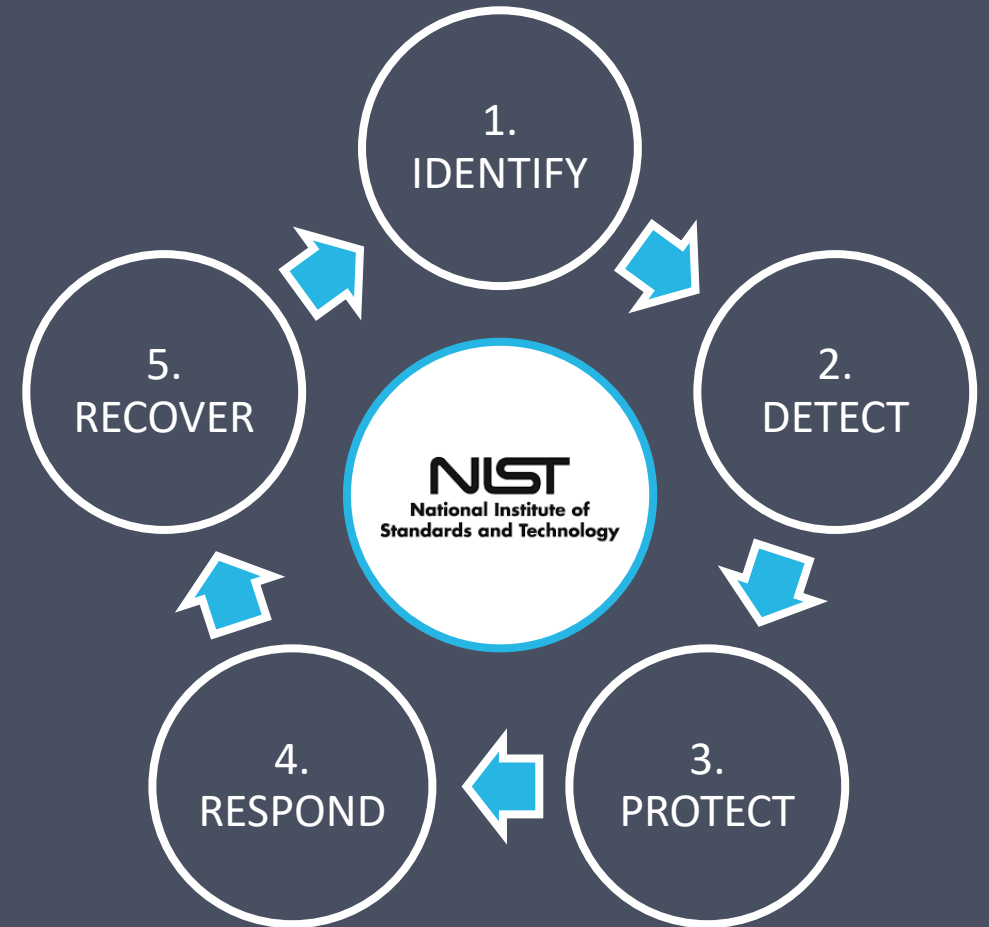 1.
IDENTIFY
2.
DETECT
3.
PROTECT
4.
RESPOND
5.
RECOVER
NIST
National Institute of
Standards and Technology